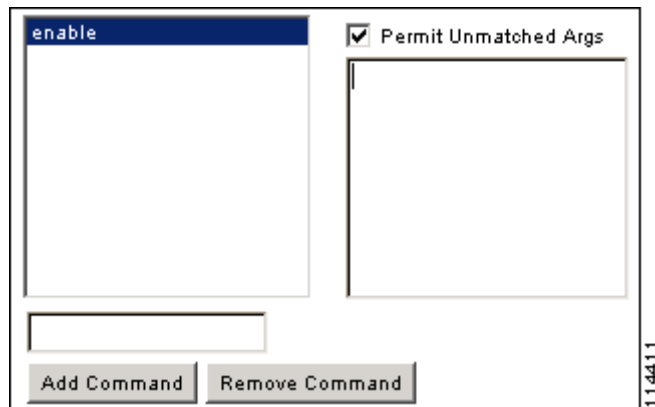 enable
Permit Unmatched Args
Add Command
Remove Command
114411